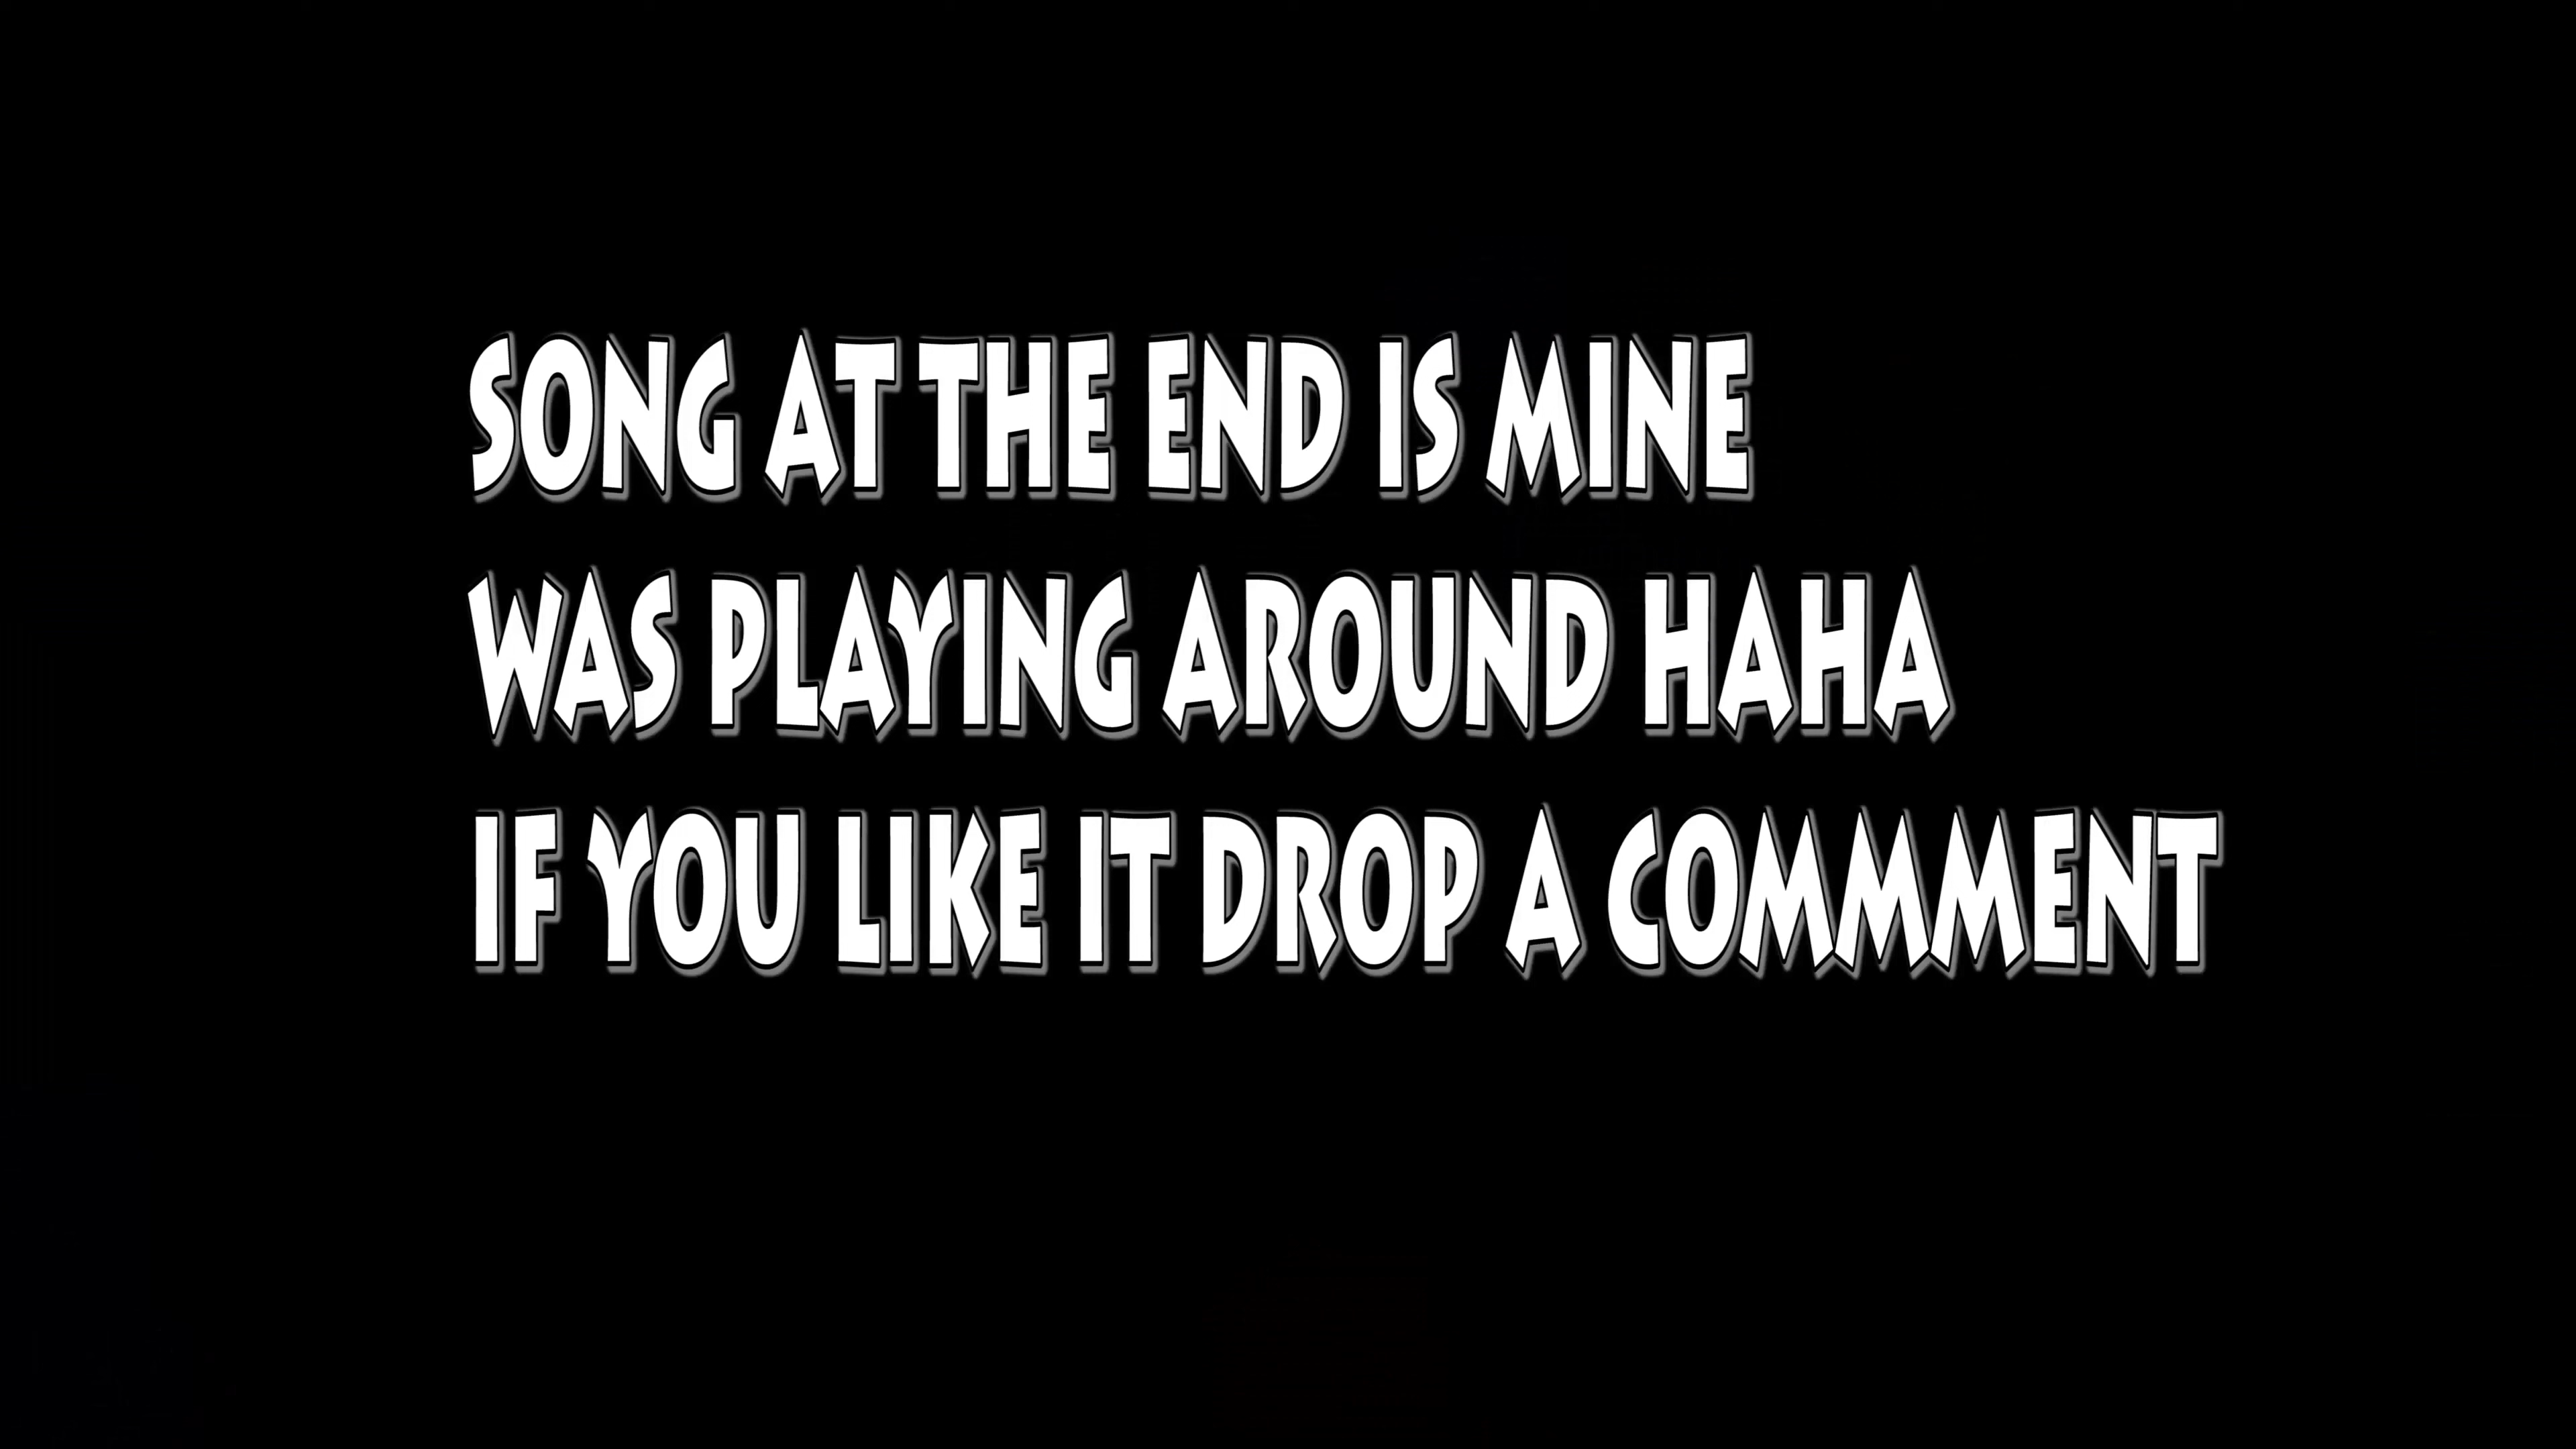 SONG AT THE END IS MINE
WAS PLAYING AROUND HAHA
IF YOU LIKE IT DROP A COMMMENT